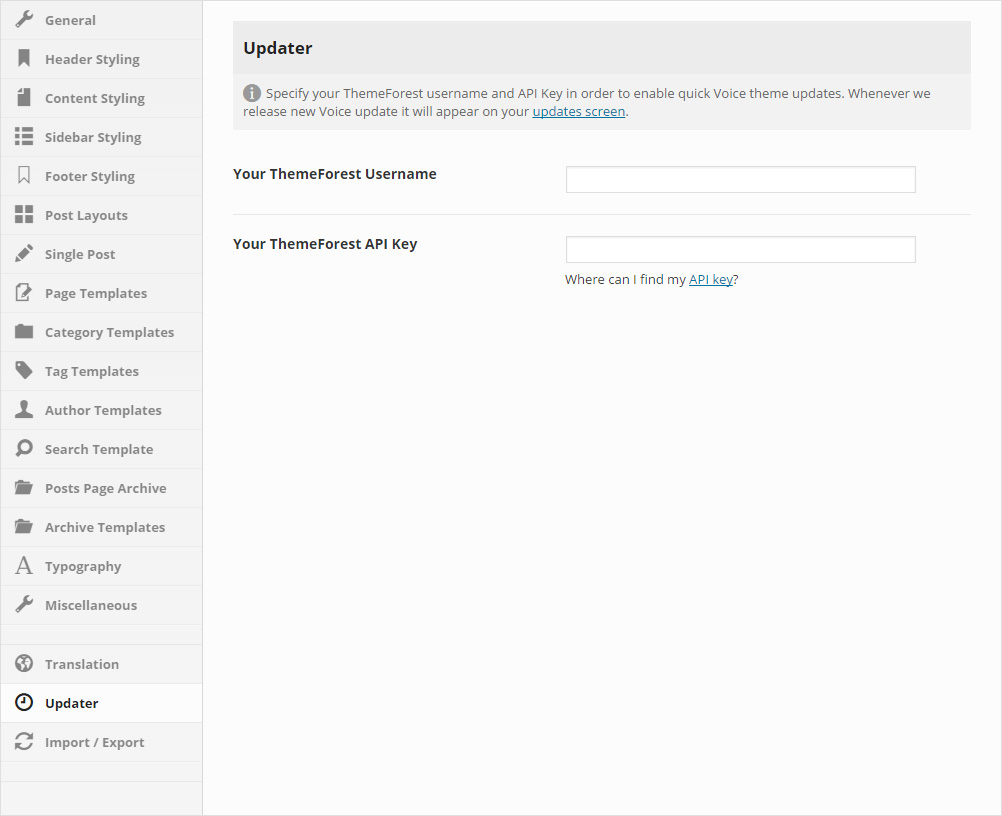 General
Header Styling
Content Styling
Sidebar Styling
Footer Styling
Post Layouts
Single Post
Page Templates
Category Templates
Tag Templates
Author Templates
Search Template
Posts Page Archive
Archive Templates
Typography
Miscellaneous
Translation
Updater
Import / Export
Updater
Specify your ThemeForest username and API Key in order to enable quick Voice theme updates. Whenever we
release new Voice update it will appear on your updates screen.
Your ThemeForest Username
Your ThemeForest API Key
Where can I find my API key?